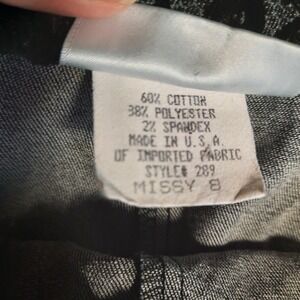 60% COTTON
38% POLYESTER
2% SPANDEX
MADE IN U.S.A.
OF IMPORTED FABRIC
STYLE# 289
MISSY 8